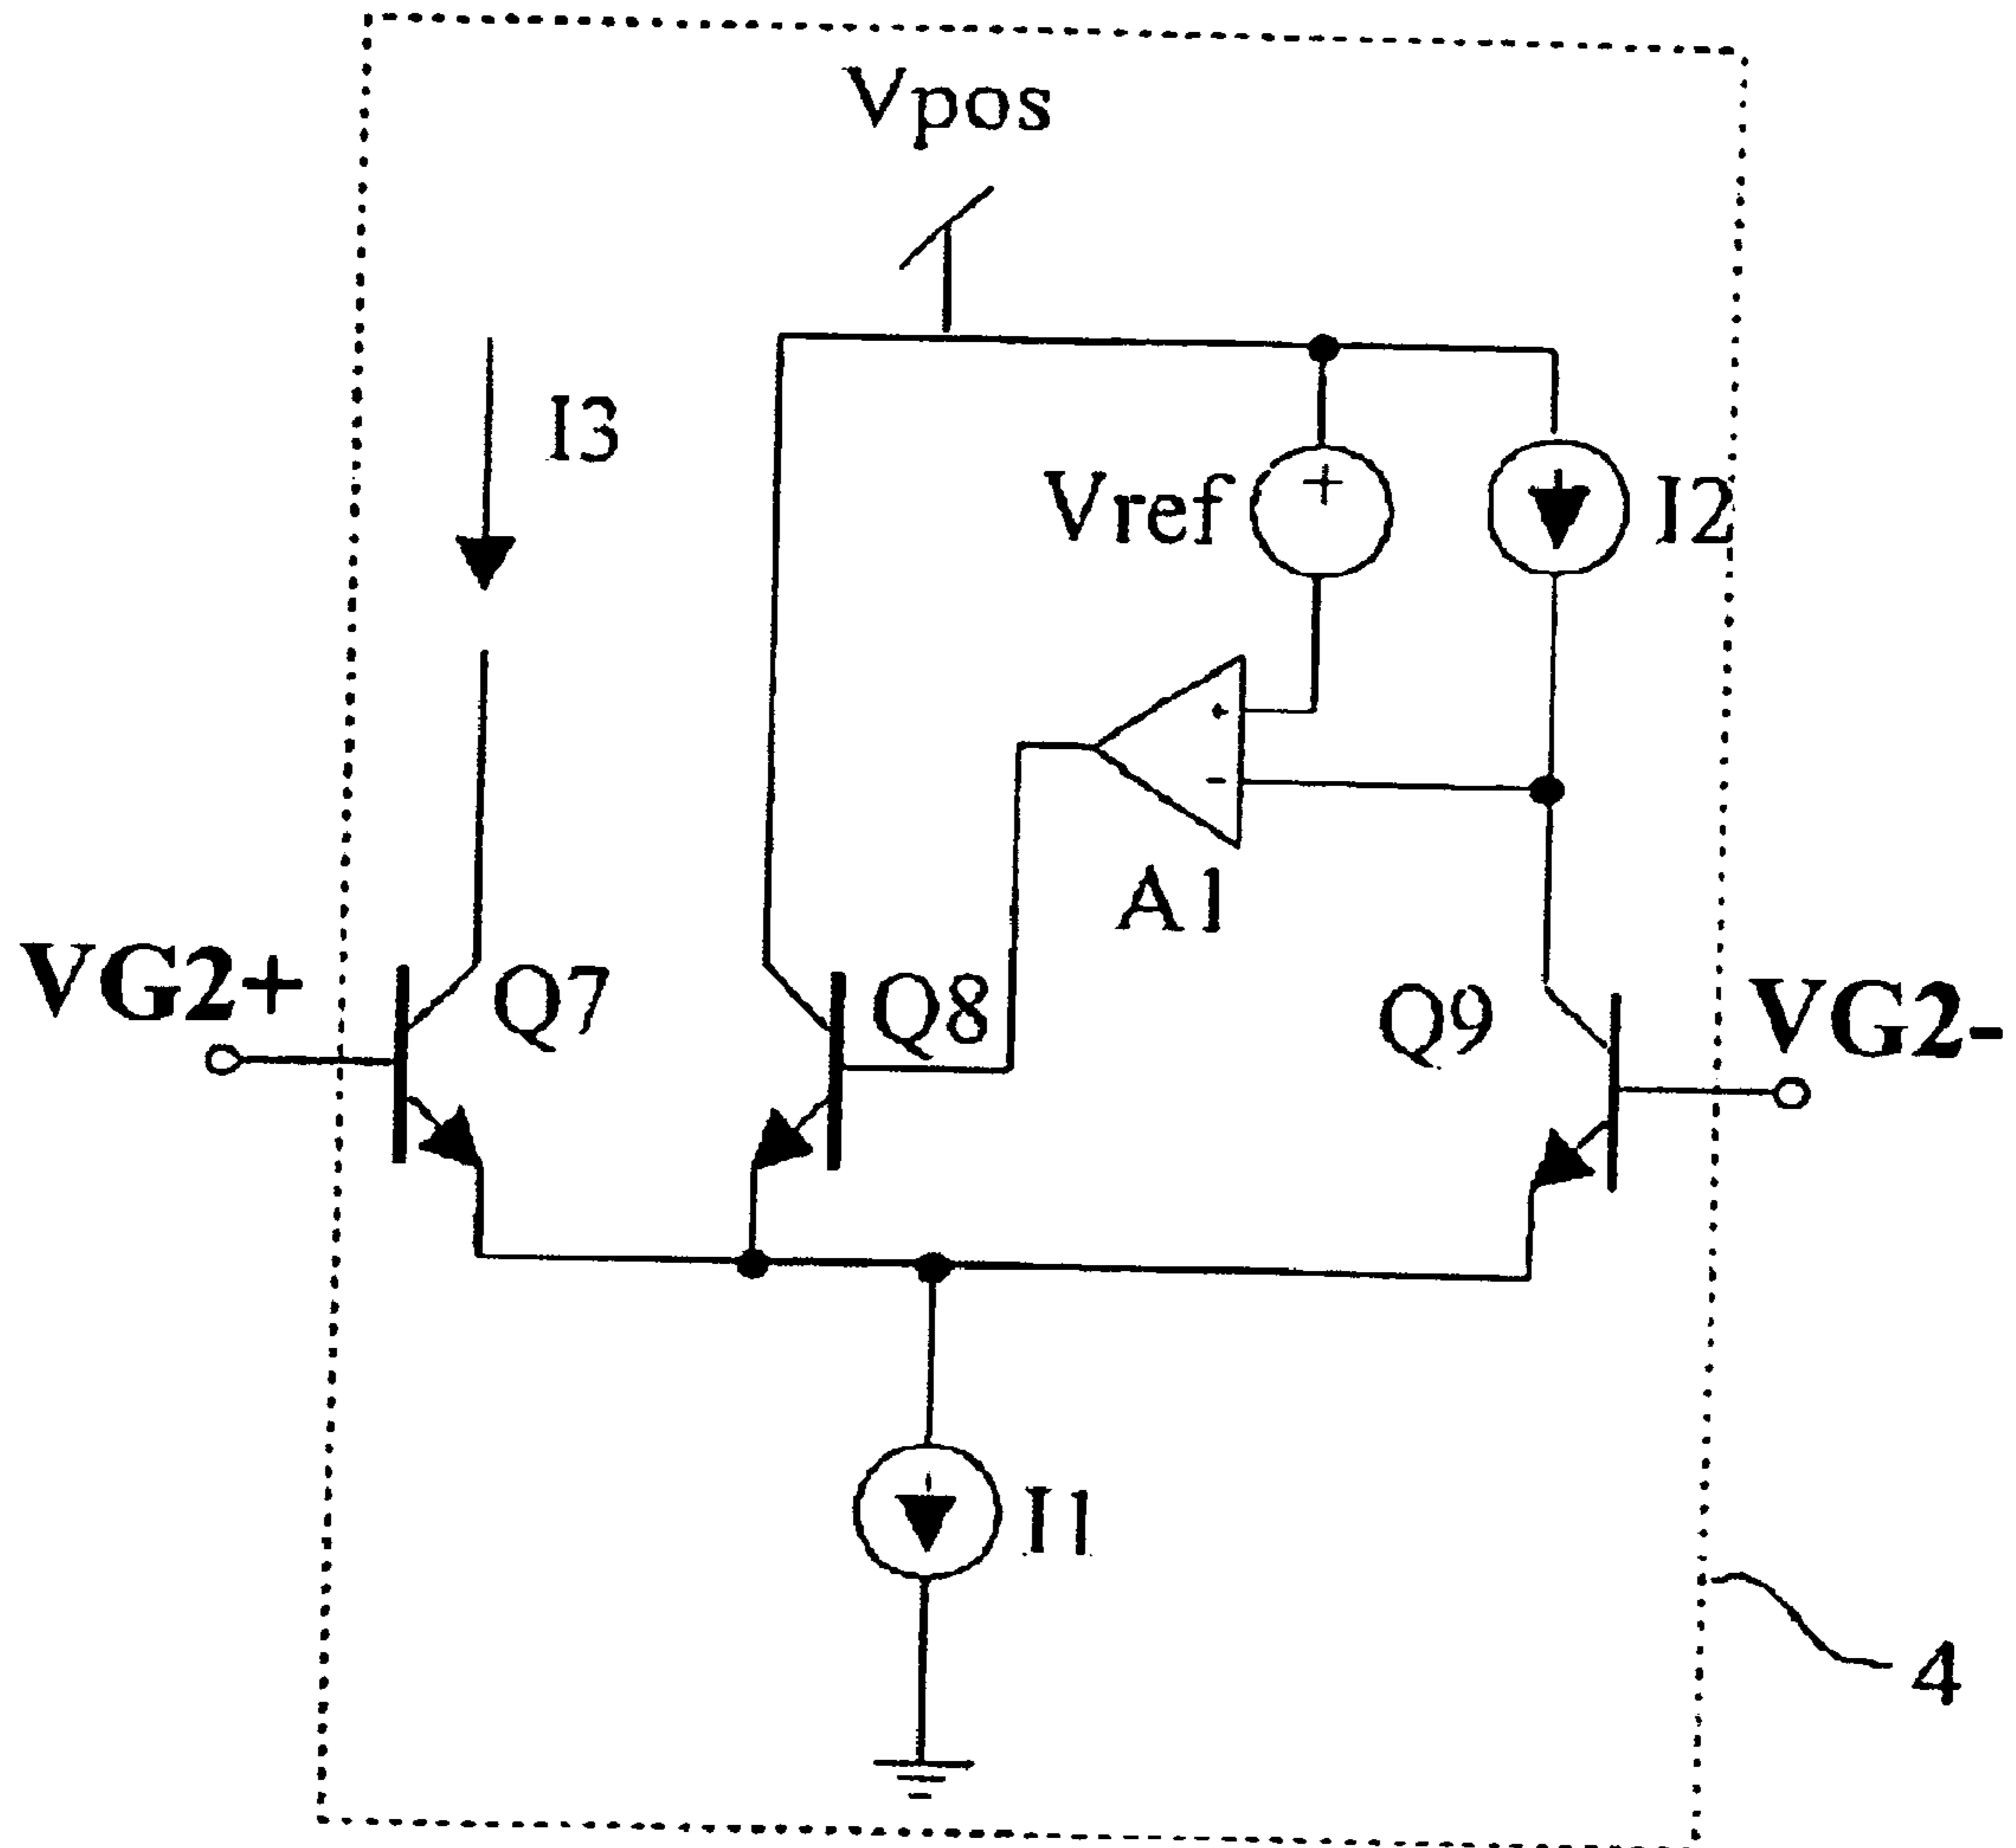 Vpos
I3
Vref
+
I2
+
-
A1
VG2+
Q7
Q8
Q9
VG2-
I1
4